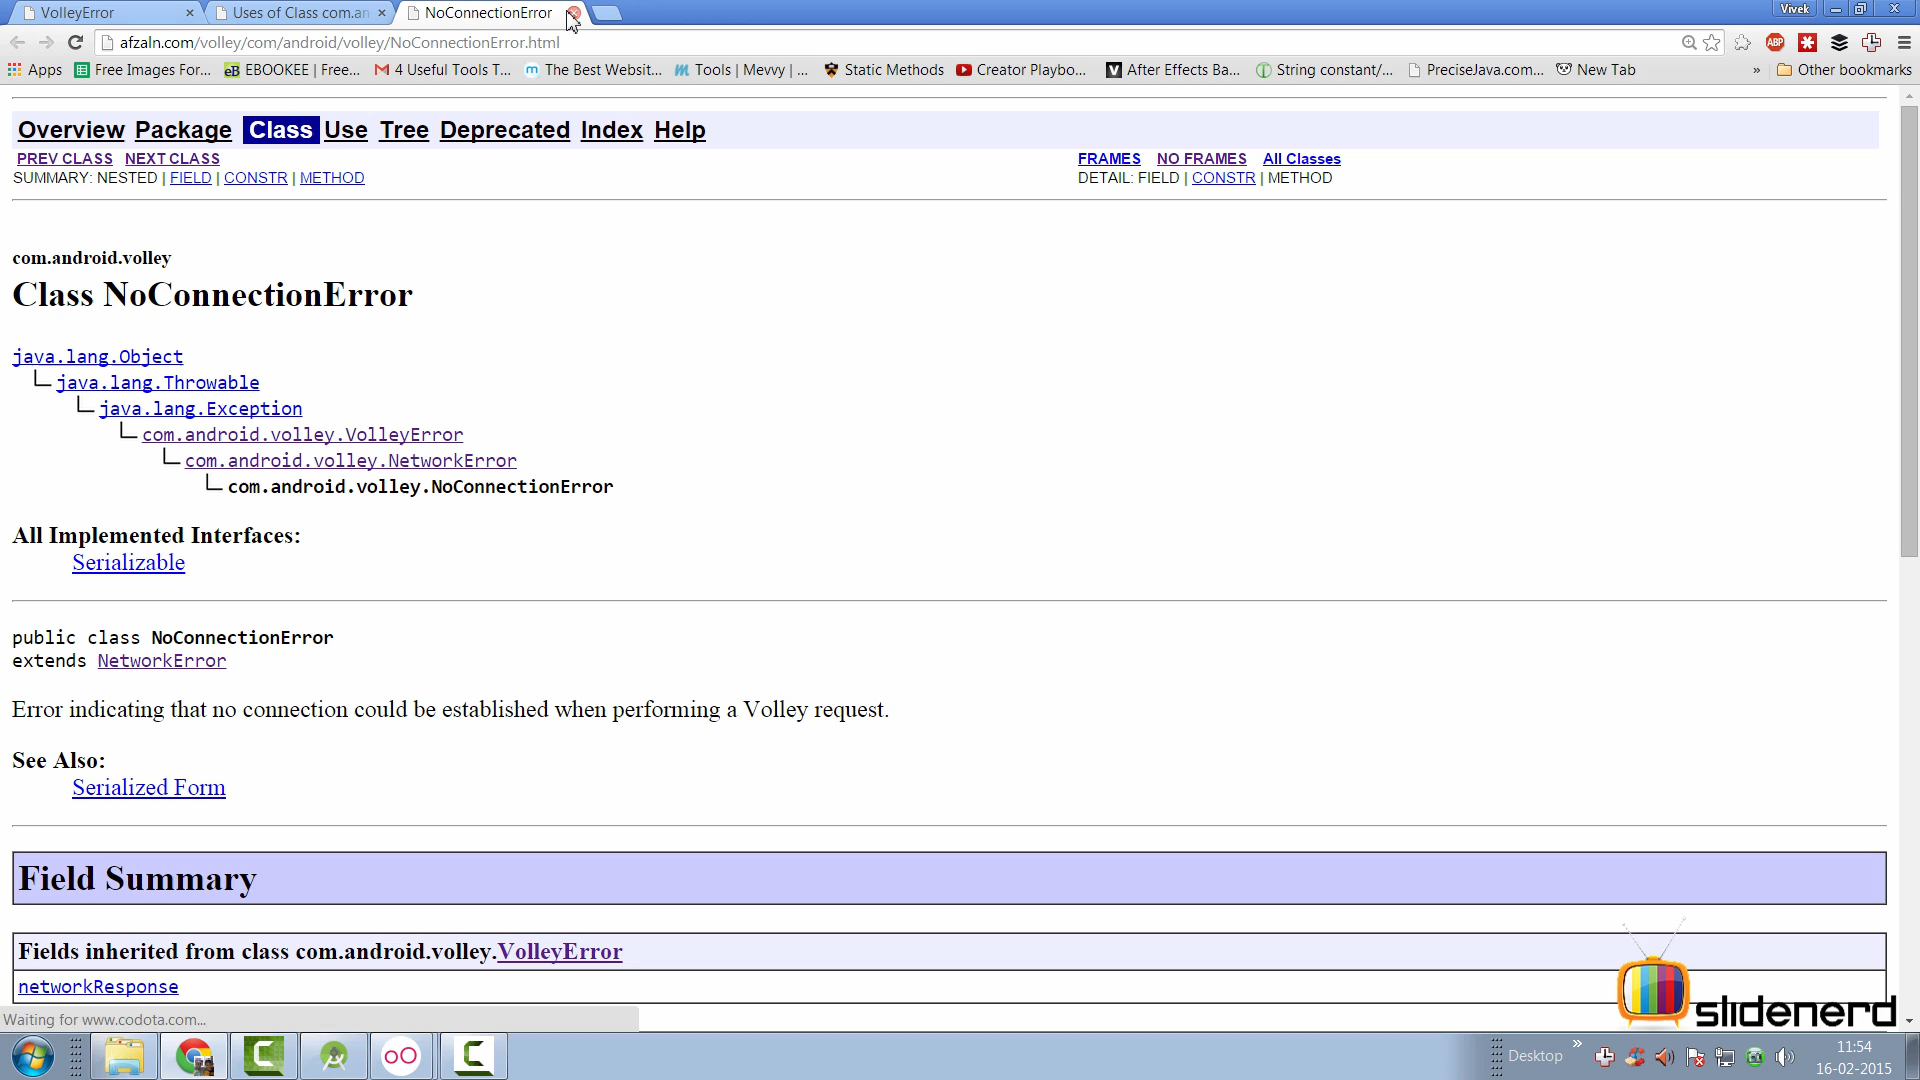 VolleyError
Uses of Class com.an
NoConnectionError
Vivek
afzaln.com/volley/com/android/volley/NoConnectionError.html
ABP
Apps
Free Images For...
EBOOKEE | Free...
4 Useful Tools T...
The Best Websit...
Tools | Mevvy | ...
Static Methods
Creator Playbo...
After Effects Ba...
String constant/...
PreciseJava.com...
New Tab
»
Other bookmarks
Overview Package Class Use Tree Deprecated Index Help
PREV CLASS NEXT CLASS
FRAMES NO FRAMES All Classes
SUMMARY: NESTED | FIELD | CONSTR | METHOD
DETAIL: FIELD | CONSTR | METHOD
com.android.volley
Class NoConnectionError
java.lang.Object
java.lang.Throwable
java.lang.Exception
com.android.volley.VolleyError
com.android.volley.NetworkError
com.android.volley.NoConnectionError
All Implemented Interfaces:
Serializable
public class NoConnectionError
extends NetworkError
Error indicating that no connection could be established when performing a Volley request.
See Also:
Serialized Form
Field Summary
Fields inherited from class com.android.volley.VolleyError
networkResponse
Waiting for www.codota.com...
slidenerd
Desktop
»
11:54
16-02-2015